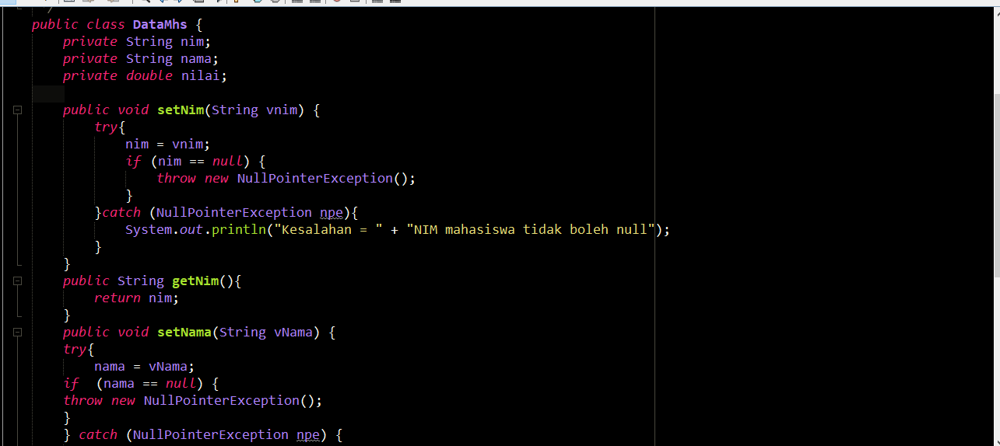 /
public class DataMhs {
private String nim;
private String nama;
private double nilai;
public void setNim(String vnim) {
try{
nim = vnim;
if (nim == null) {
throw new NullPointerException();
}
}catch (NullPointerException npe){
System.out.println("Kesalahan = " + "NIM mahasiswa tidak boleh null");
}
}
public String getNim(){
return nim;
}
public void setNama(String vNama) {
try{
nama = vNama;
if  (nama == null) {
throw new NullPointerException();
}
} catch (NullPointerException npe) {